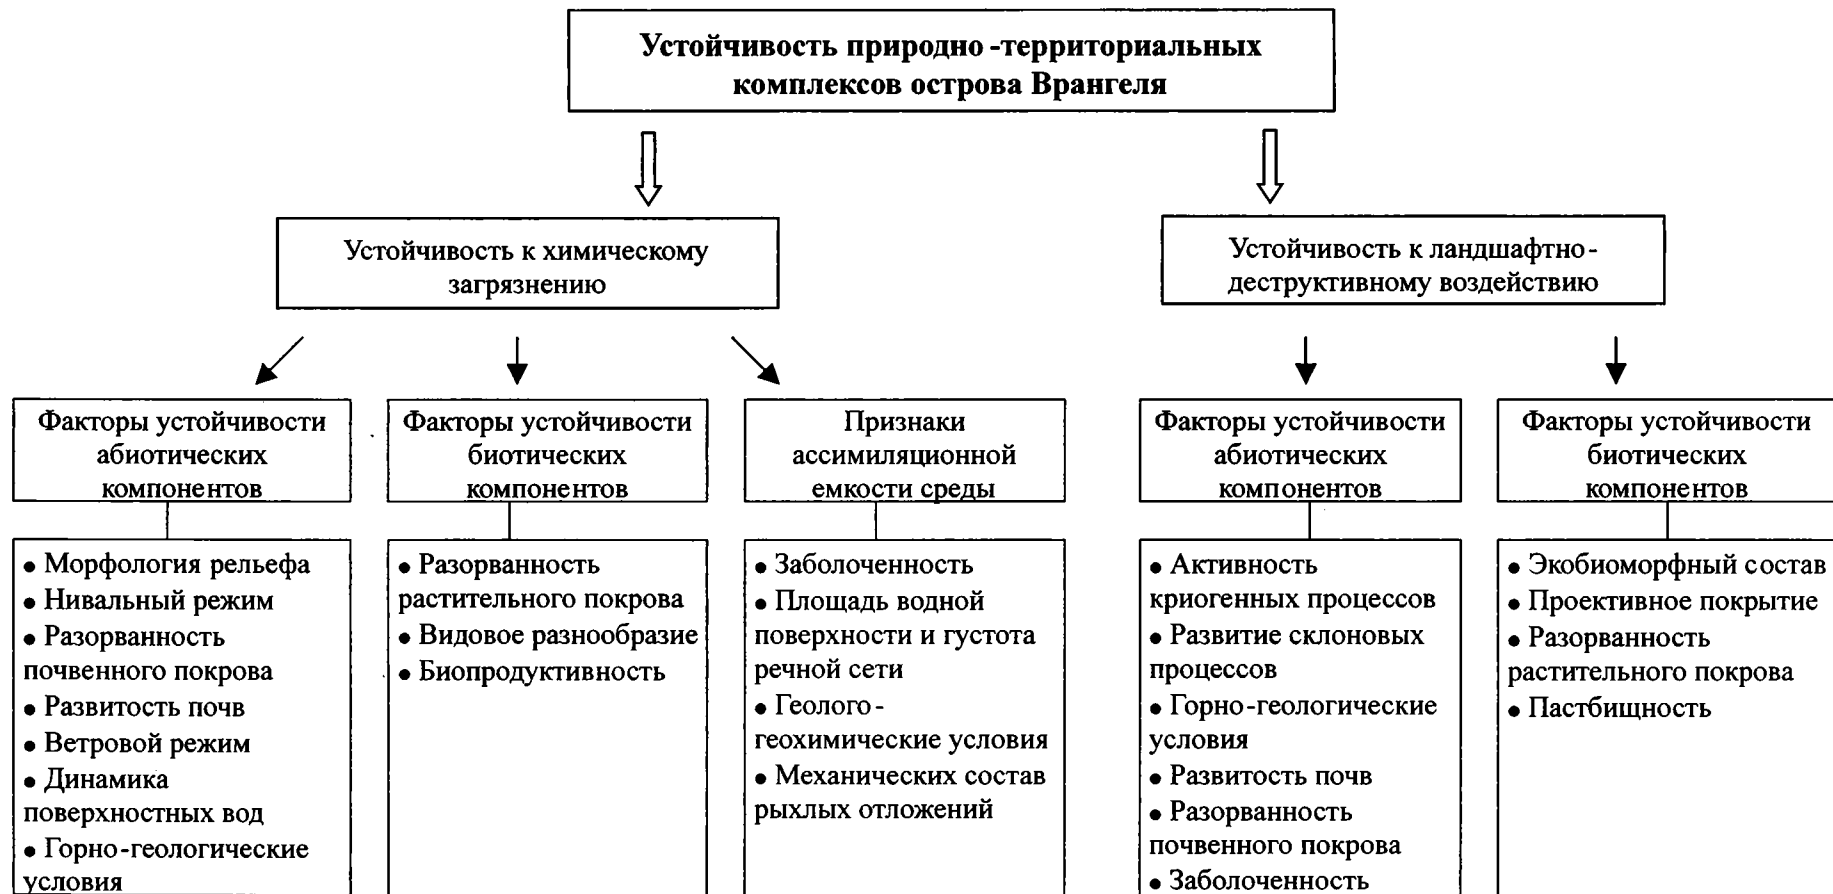 Устойчивость природно -территориальных
комплексов острова Врангеля
Устойчивость к химическому
загрязнению
Устойчивость к ландшафтно-
деструктивному воздействию
Факторы устойчивости
абиотических
компонентов
Факторы устойчивости
биотических
компонентов
Признаки
ассимиляционной
емкости среды
Факторы устойчивости
абиотических
компонентов
Факторы устойчивости
биотических
компонентов
● Морфология рельефа
● Нивальный режим
● Разорванность
почвенного покрова
● Развитость почв
● Ветровой режим
● Динамика
поверхностных вод
● Горно-геологические
условия
● Разорванность
растительного покрова
● Видовое разнообразие
● Биопродуктивность
● Заболоченность
● Площадь водной
поверхности и густота
речной сети
● Геолого-
геохимические условия
● Механических состав
рыхлых отложений
● Активность
криогенных процессов
● Развитие склоновых
процессов
● Горно-геологические
условия
● Развитость почв
● Разорванность
почвенного покрова
● Заболоченность
● Экобиоморфный состав
● Проективное покрытие
● Разорванность
растительного покрова
● Пастбищность